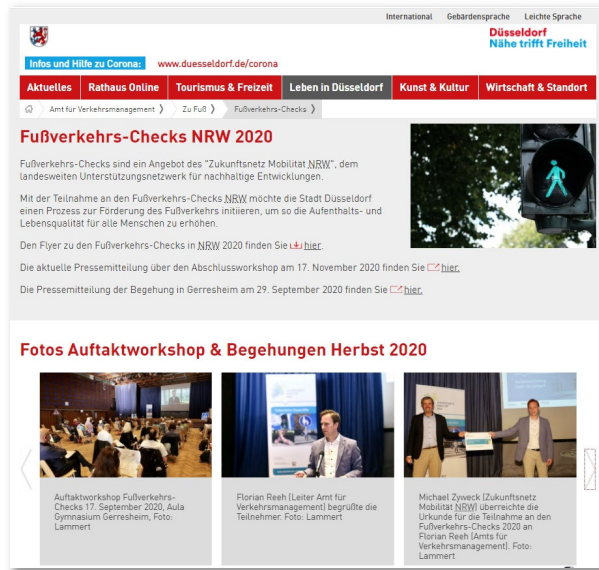 International Gebärdensprache Leichte Sprache
Düsseldorf
Nähe trifft Freiheit
Infos und Hilfe zu Corona: www.duesseldorf.de/corona
Aktuelles Rathaus Online Tourismus & Freizeit Leben in Düsseldorf Kunst & Kultur Wirtschaft & Standort
Amt für Verkehrsmanagement Zu Fuß Fußverkehrs-Checks
Fußverkehrs-Checks NRW 2020
Fußverkehrs-Checks sind ein Angebot des "Zukunftsnetz Mobilität NRW", dem
landesweiten Unterstützungsnetzwerk für nachhaltige Entwicklungen.
Mit der Teilnahme an den Fußverkehrs-Checks NRW möchte die Stadt Düsseldorf
einen Prozess zur Förderung des Fußverkehrs initiieren, um so die Aufenthalts- und
Lebensqualität für alle Menschen zu erhöhen.
Den Flyer zu den Fußverkehrs-Checks in NRW 2020 finden Sie hier.
Die aktuelle Pressemitteilung über den Abschlussworkshop am 17. November 2020 finden Sie hier.
Die Pressemitteilung der Begehung in Gerresheim am 29. September 2020 finden Sie hier.
Fotos Auftaktworkshop & Begehungen Herbst 2020
Auftaktworkshop Fußverkehrs-
Checks 17. September 2020, Aula
Gymnasium Gerresheim, Foto:
Lammert
Florian Reeh (Leiter Amt für
Verkehrsmanagement) begrüßte die
Teilnehmer. Foto: Lammert
Michael Zyweck (Zukunftsnetz
Mobilität NRW) überreichte die
Urkunde für die Teilnahme an den
Fußverkehrs-Checks 2020 an
Florian Reeh (Amts für
Verkehrsmanagement). Foto:
Lammert